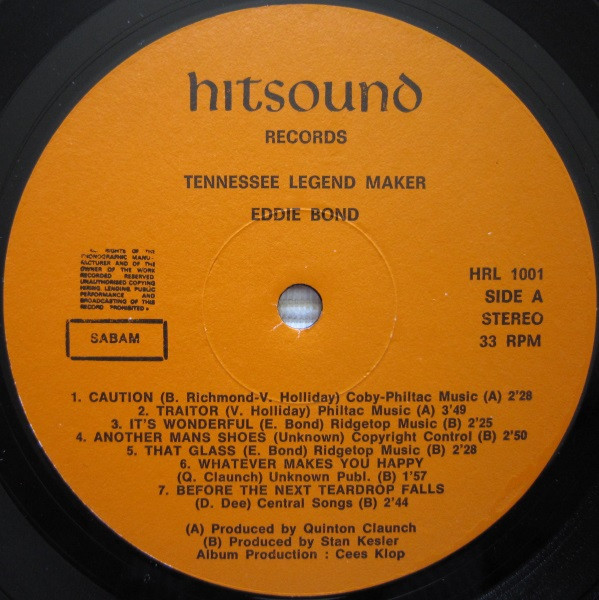 hitsound
RECORDS
TENNESSEE LEGEND MAKER
EDDIE BOND
RIGHTS OF THE
PHONOGRAPHIC MANU-
FACTURER AND OF THE
OWNER OF THE WORK
RECORDED RESERVED
UNAUTHORISED COPYING
HIRING LENDING PUBLIC
PERFORMANCE AND
BROADCASTING OF THIS
RECORD PROHIBITED
SABAM
HRL 1001
SIDE A
STEREO
33 RPM
1. CAUTION (B. Richmond-V. Holliday) Coby-Philtac Music (A) 2'28
2. TRAITOR (V. Holliday) Philtac Music (A) 3'49
3. IT'S WONDERFUL (E. Bond) Ridgetop Music (B) 2'25
4. ANOTHER MANS SHOES (Unknown) Copyright Control (B) 2'50
5. THAT GLASS (E. Bond) Ridgetop Music (B) 2'28
6. WHATEVER MAKES YOU HAPPY
(Q. Claunch) Unknown Publ. (B) 1'57
7. BEFORE THE NEXT TEARDROP FALLS
(D. Dee) Central Songs (B) 2'44
(A) Produced by Quinton Claunch
(B) Produced by Stan Kesler
Album Production : Cees Klop